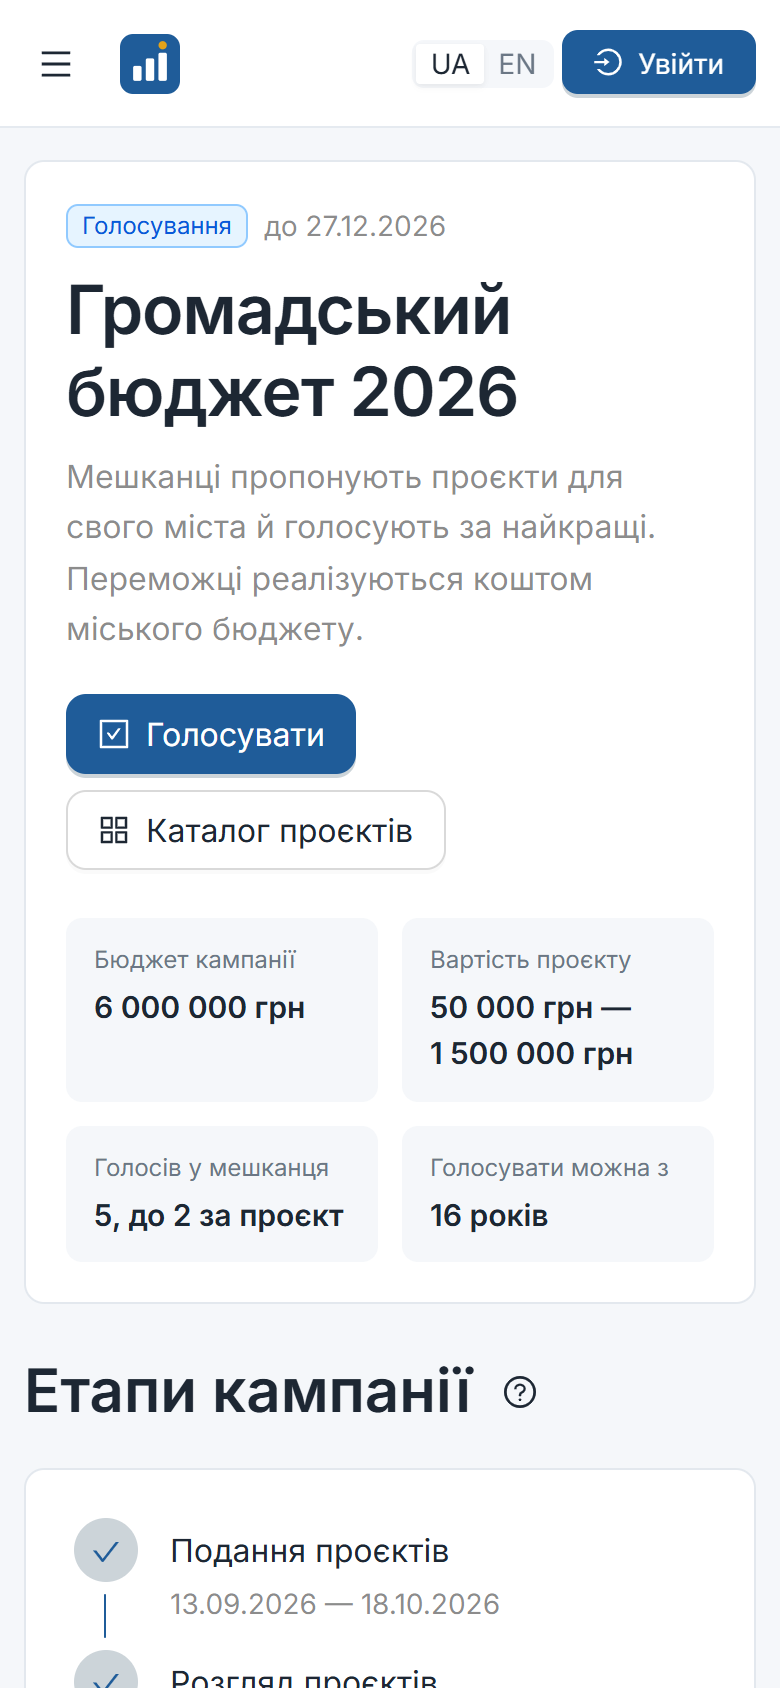 UA EN Увійти
Голосування до 27.12.2026
Громадський
бюджет 2026
Мешканці пропонують проєкти для
свого міста й голосують за найкращі.
Переможці реалізуються коштом
міського бюджету.
Голосувати
Каталог проєктів
Бюджет кампанії
6 000 000 грн
Вартість проєкту
50 000 грн —
1 500 000 грн
Голосів у мешканця
5, до 2 за проєкт
Голосувати можна з
16 років
Етапи кампанії
Подання проєктів
13.09.2026 — 18.10.2026
Розгляд проєктів